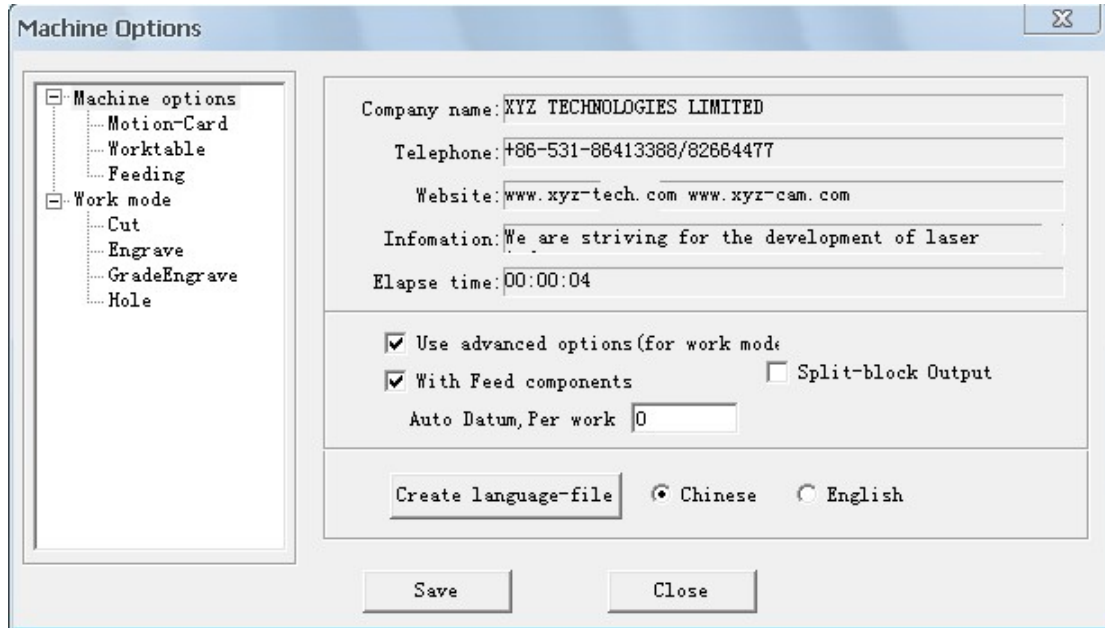 Machine Options
Machine options
Motion-Card
Worktable
Feeding
Work mode
Cut
Engrave
GradeEngrave
Hole
Company name: XYZ TECHNOLOGIES LIMITED
Telephone: +86-531-86413388/82664477
Website: www.xyz-tech.com www.xyz-cam.com
Infomation: We are striving for the development of laser
Elapse time: 00:00:04
Use advanced options(for work mode
With Feed components
Split-block Output
Auto Datum,Per work 0
Create language-file Chinese English
Save Close